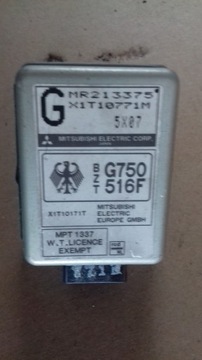 G
MR213375
X1T10771M
5X07
MITSUBISHI ELECTRIC CORP.
BZT
G750
516F
X1T10171T
MITSUBISHI
ELECTRIC
EUROPE GMBH
MPT 1337
W.T.LICENCE
EXEMPT